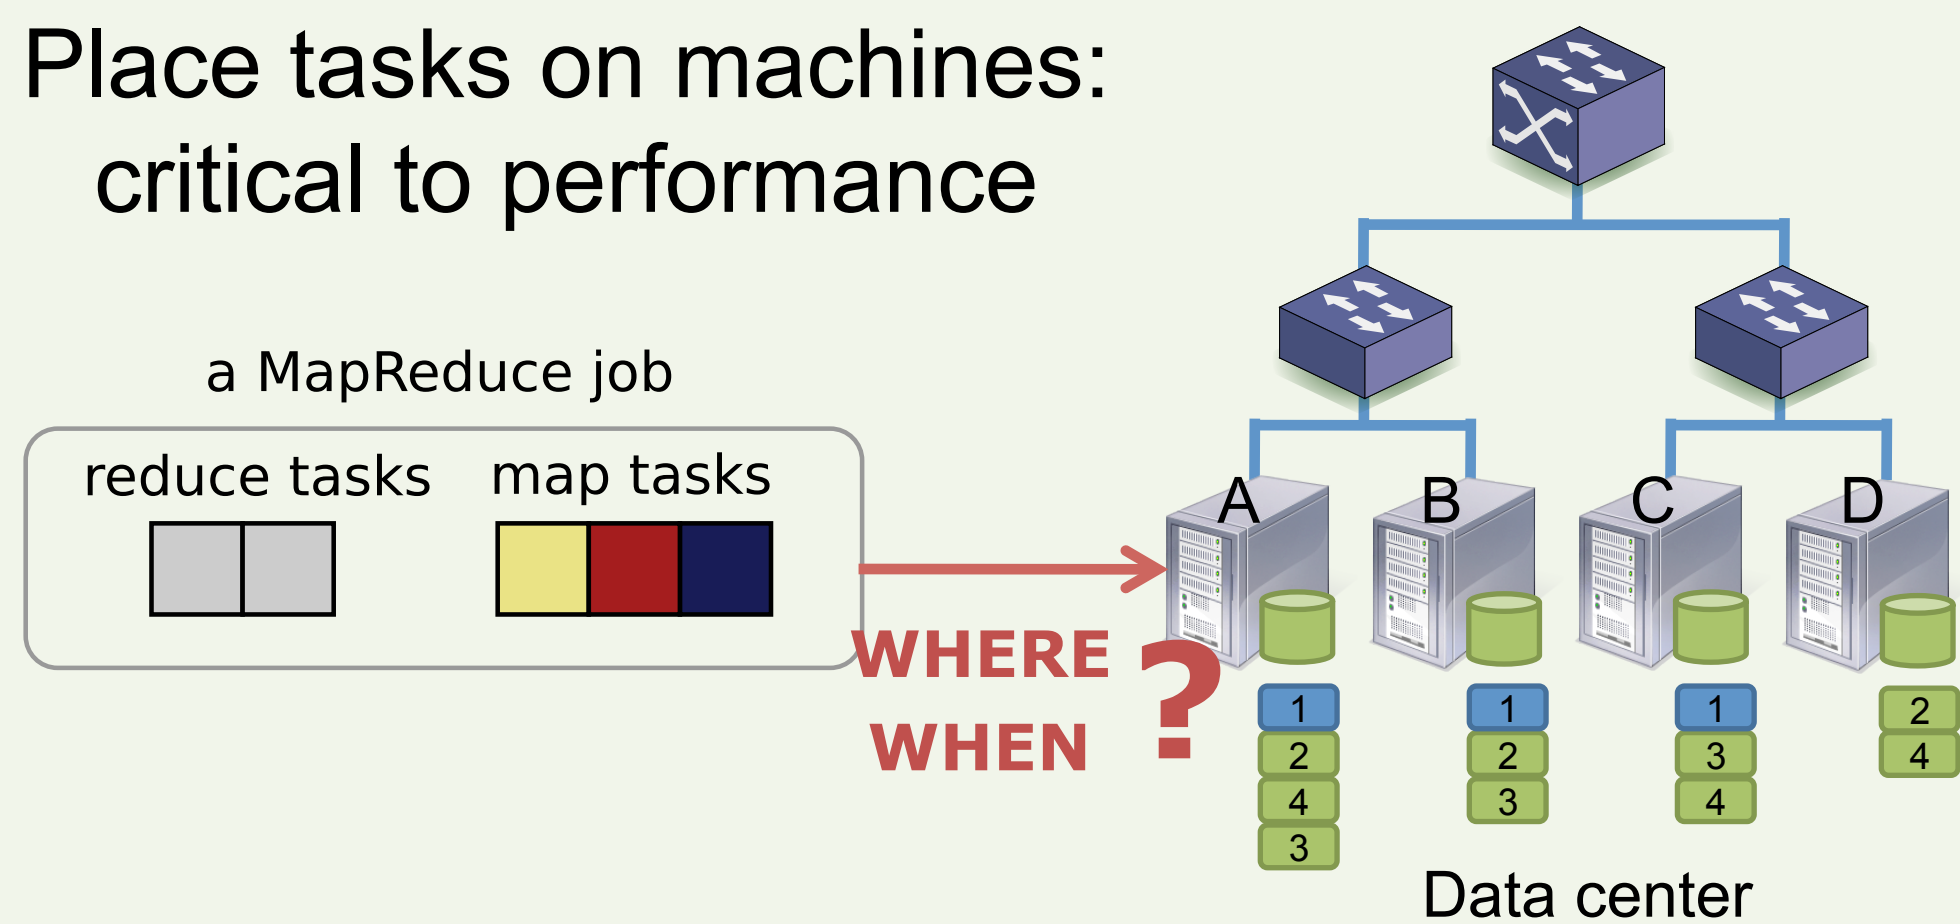 Place tasks on machines:
critical to performance
a MapReduce job
reduce tasks
map tasks
WHERE
WHEN
?
A
B
C
D
1
2
4
3
1
2
3
1
3
4
2
4
Data center